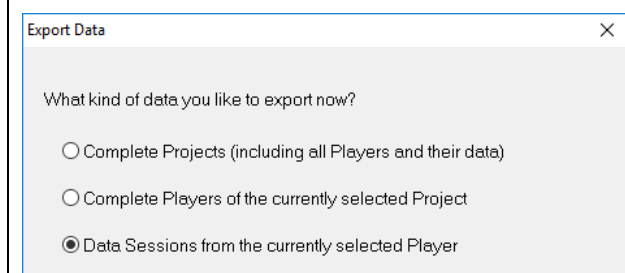 Export Data
What kind of data you like to export now?
Complete Projects (including all Players and their data)
Complete Players of the currently selected Project
Data Sessions from the currently selected Player